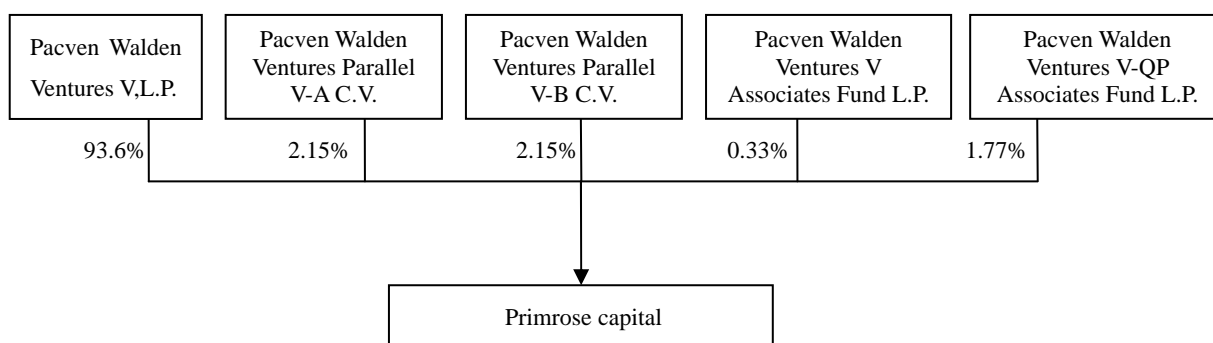 Pacven Walden
Ventures V,L.P.
Pacven Walden
Ventures Parallel
V-A C.V.
Pacven Walden
Ventures Parallel
V-B C.V.
Pacven Walden
Ventures V
Associates Fund L.P.
Pacven Walden
Ventures V-QP
Associates Fund L.P.
93.6%
2.15%
2.15%
0.33%
1.77%
Primrose capital